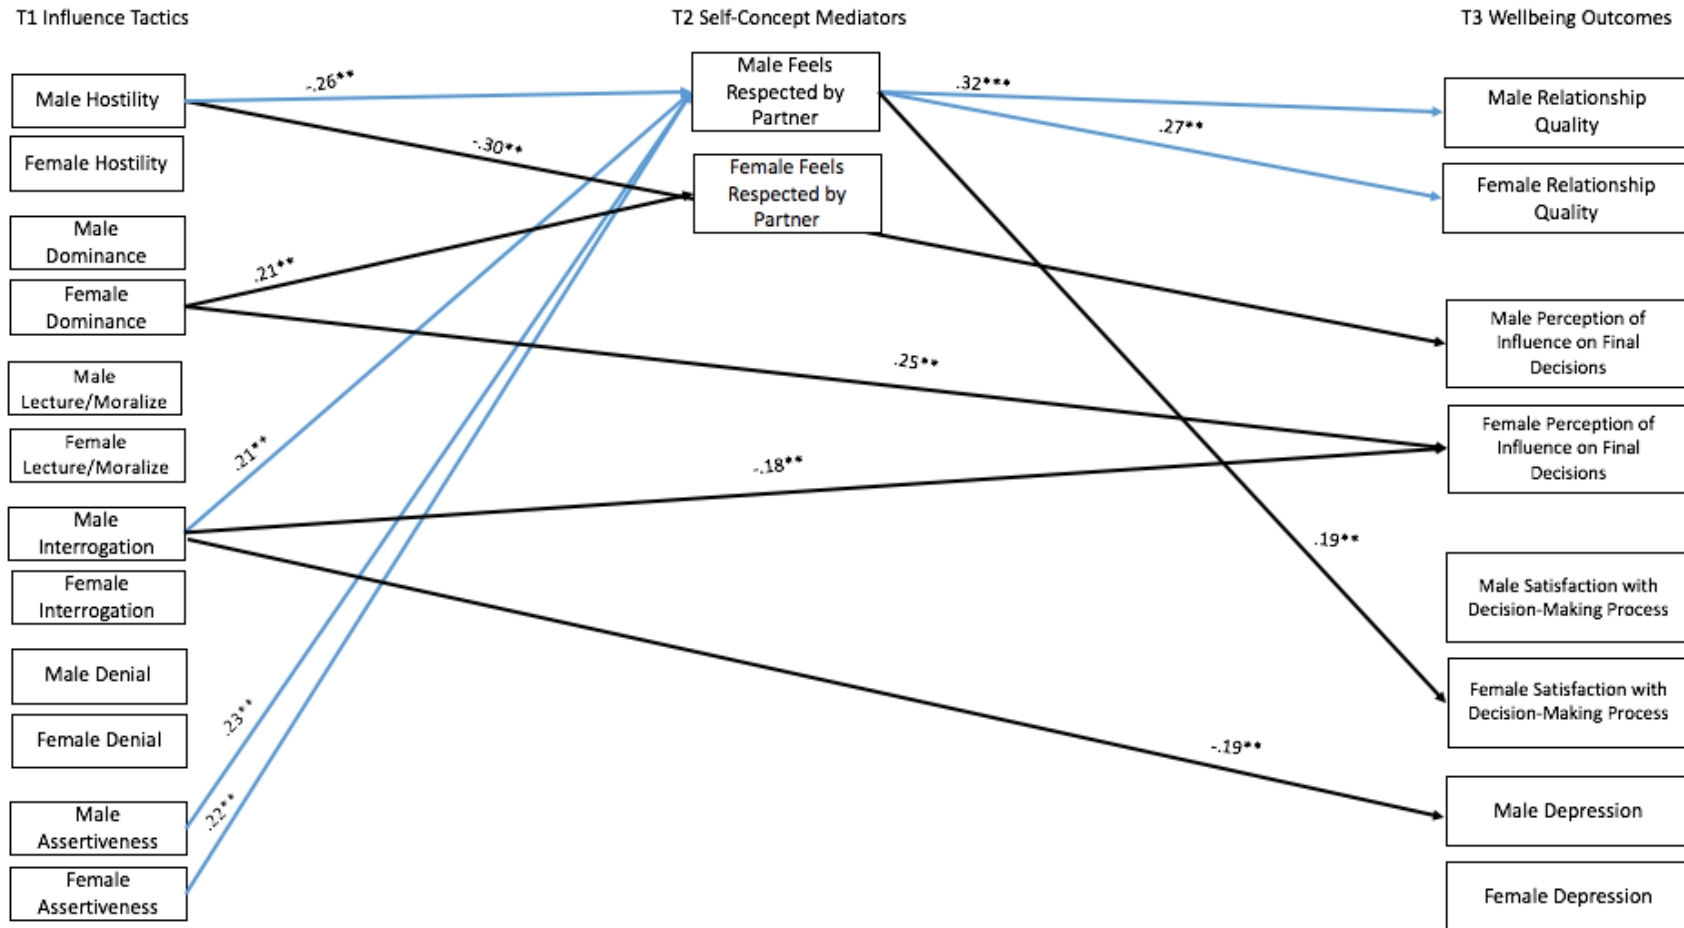 T1 Influence Tactics
T2 Self-Concept Mediators
T3 Wellbeing Outcomes
Male Hostility
Female Hostility
Male
Dominance
Female
Dominance
Male
Lecture/Moralize
Female
Lecture/Moralize
Male
Interrogation
Female
Interrogation
Male Denial
Female Denial
Male
Assertiveness
Female
Assertiveness
-.26**
-.30**
.21**
.21**
.23**
.22**
Male Feels
Respected by
Partner
Female Feels
Respected by
Partner
.32***
.27**
.25**
-.18**
.19**
-.19**
Male Relationship
Quality
Female Relationship
Quality
Male Perception of
Influence on Final
Decisions
Female Perception of
Influence on Final
Decisions
Male Satisfaction with
Decision-Making Process
Female Satisfaction with
Decision-Making Process
Male Depression
Female Depression